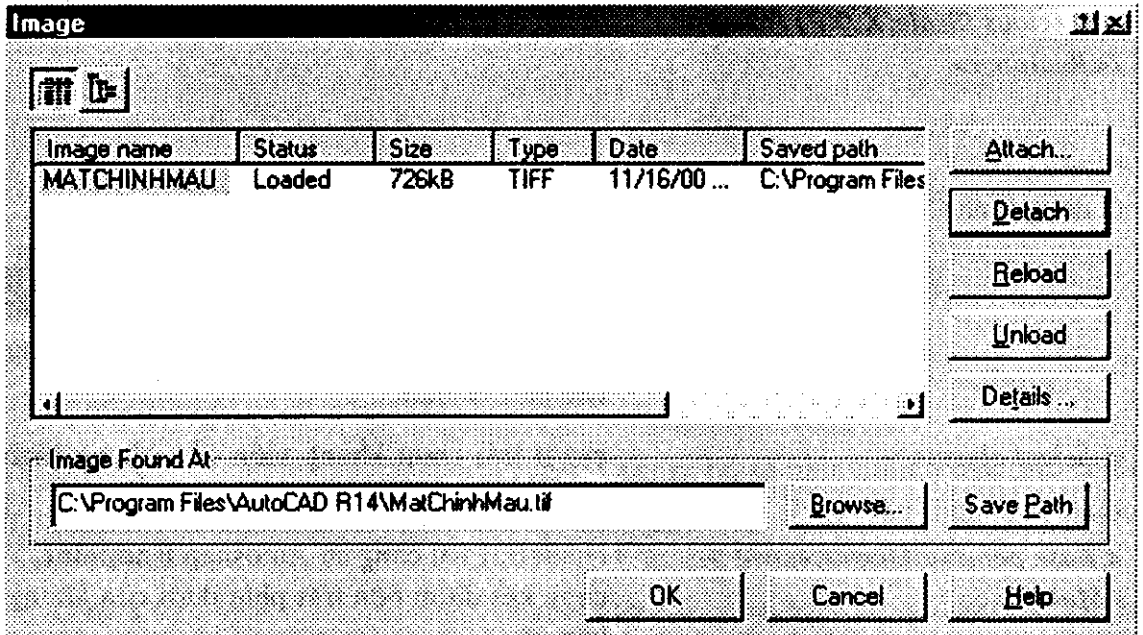 Image
Image name Status Size Type Date Saved path
MATCHINHMAU Loaded 726kB TIFF 11/16/00 ... C:\Program Files
Attach...
Detach
Reload
Unload
Details ...
Image Found At
C:\Program Files\AutoCAD R14\MatChinhMau.tif
Browse...
Save Path
OK Cancel Help